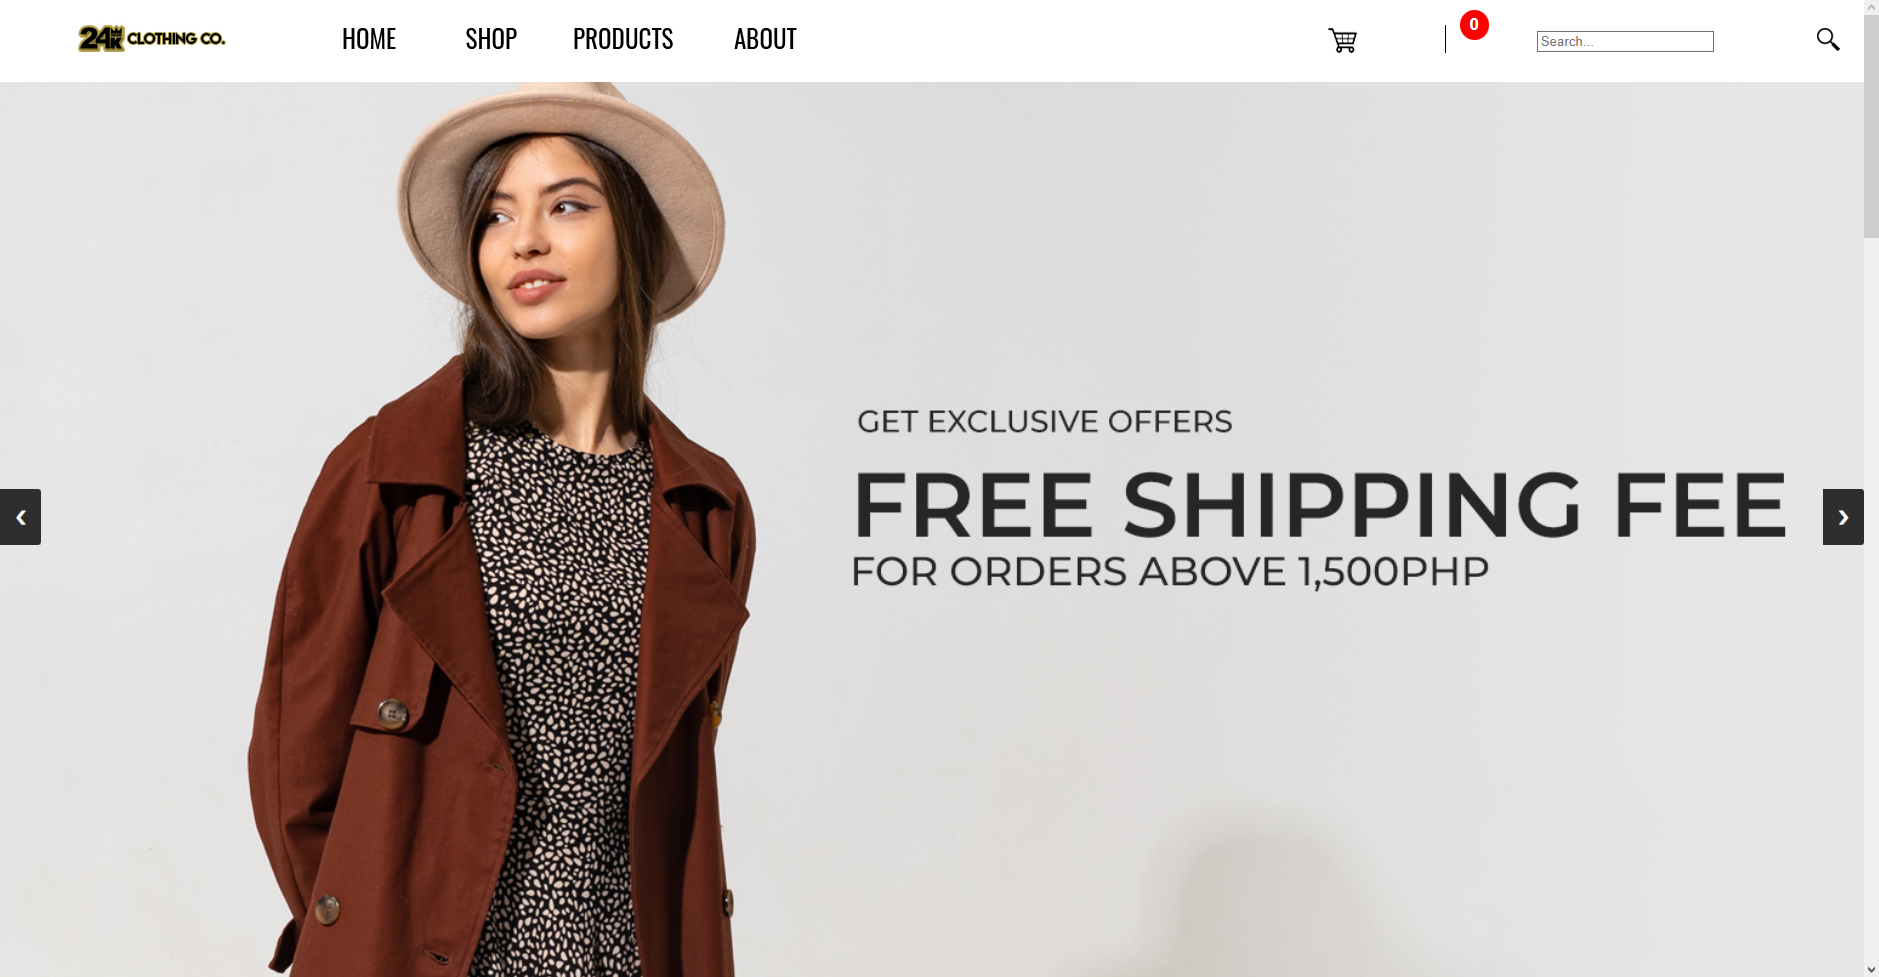 24K CLOTHING CO.
HOME SHOP PRODUCTS ABOUT
0
Search...
GET EXCLUSIVE OFFERS
FREE SHIPPING FEE
FOR ORDERS ABOVE 1,500PHP